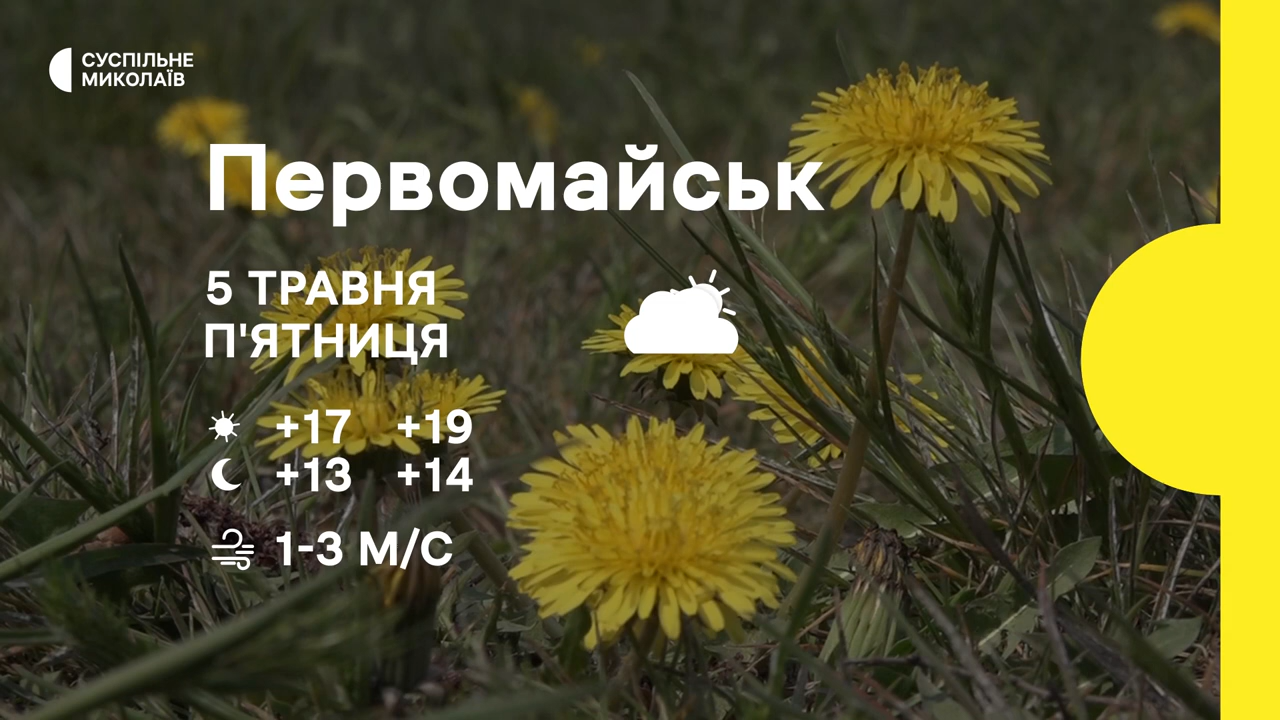 СУСПІЛЬНЕ
МИКОЛАЇВ
Первомайськ
5 ТРАВНЯ
П'ЯТНИЦЯ
+17 +19
+13 +14
1-3 М/С